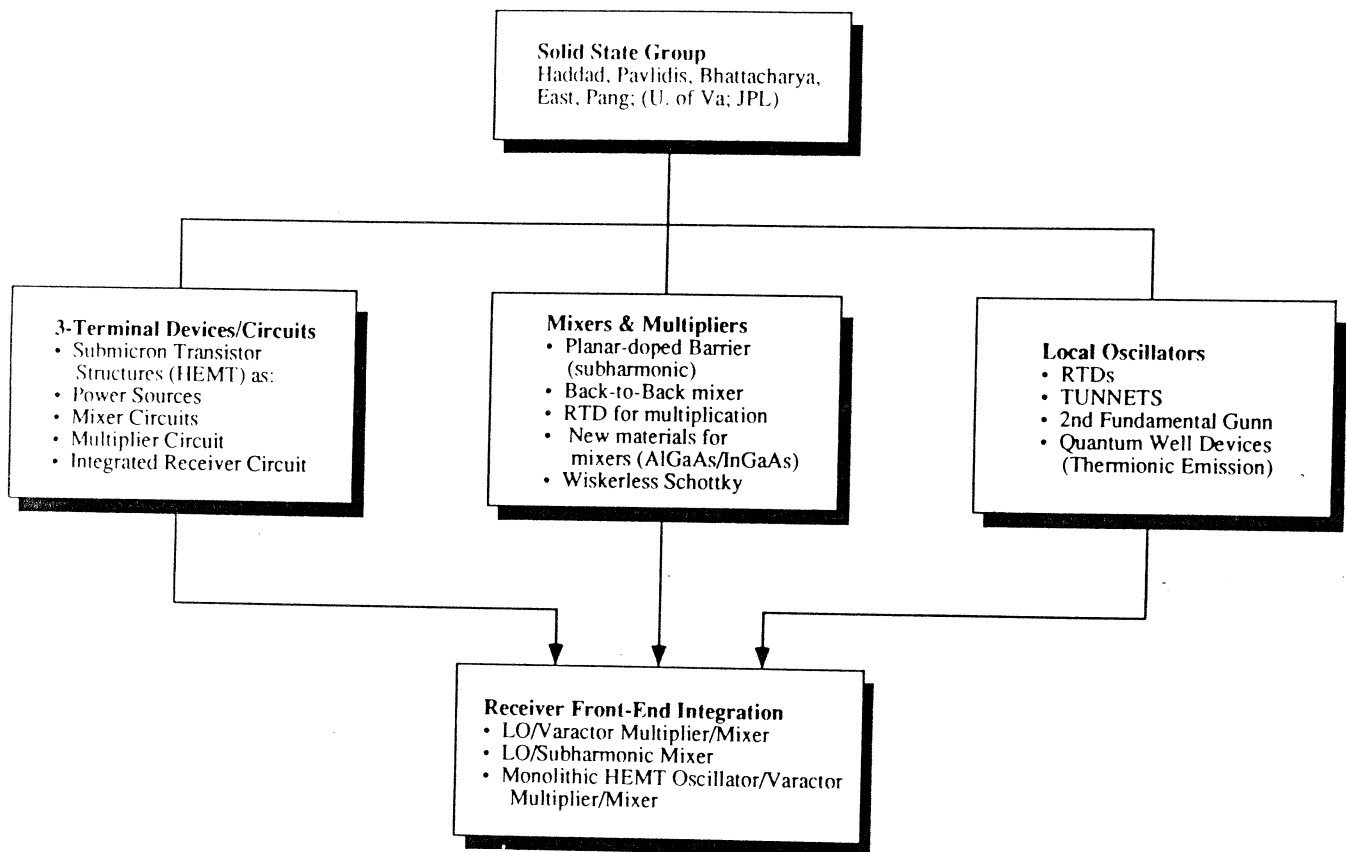 Solid State Group
Haddad, Pavlidis, Bhattacharya,
East, Pang; (U. of Va; JPL)
3-Terminal Devices/Circuits
• Submicron Transistor
Structures (HEMT) as:
• Power Sources
• Mixer Circuits
• Multiplier Circuit
• Integrated Receiver Circuit
Mixers & Multipliers
• Planar-doped Barrier
(subharmonic)
• Back-to-Back mixer
• RTD for multiplication
• New materials for
mixers (AlGaAs/InGaAs)
• Wiskerless Schottky
Local Oscillators
• RTDs
• TUNNETS
• 2nd Fundamental Gunn
• Quantum Well Devices
(Thermionic Emission)
Receiver Front-End Integration
• LO/Varactor Multiplier/Mixer
• LO/Subharmonic Mixer
• Monolithic HEMT Oscillator/Varactor
Multiplier/Mixer